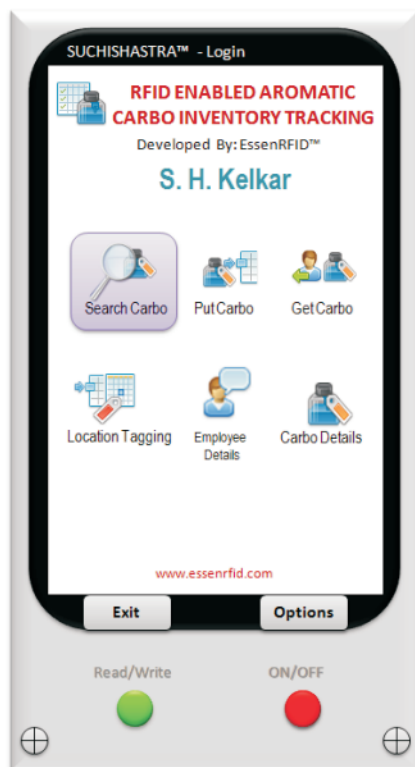 SUCHISHASTRA™ - Login
RFID ENABLED AROMATIC
CARBO INVENTORY TRACKING
Developed By: EssenRFID™
S. H. Kelkar
Search Carbo
Put Carbo
Get Carbo
Location Tagging
Employee
Details
Carbo Details
www.essenrfid.com
Exit
Options
Read/Write
ON/OFF